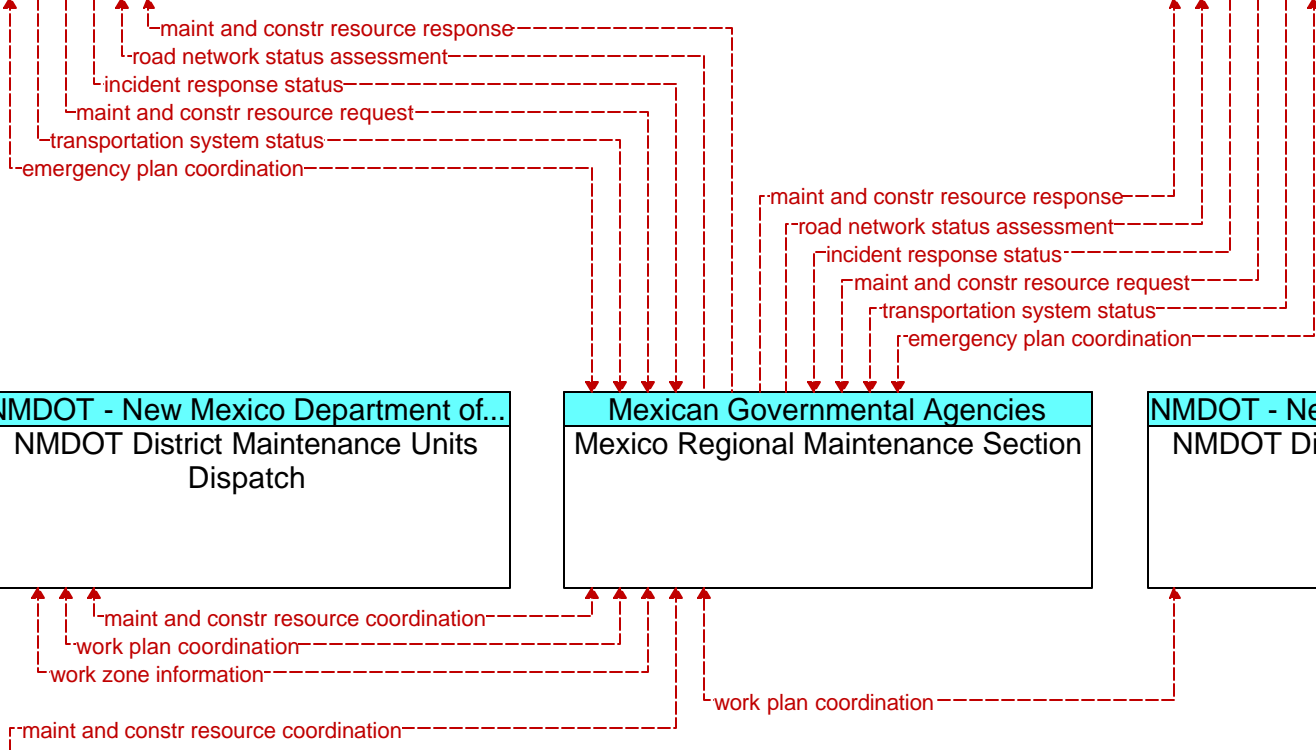 maint and constr resource response
road network status assessment
incident response status
maint and constr resource request
transportation system status
emergency plan coordination
maint and constr resource response
road network status assessment
incident response status
maint and constr resource request
transportation system status
emergency plan coordination
NMDOT - New Mexico Department of...
NMDOT District Maintenance Units
Dispatch
Mexican Governmental Agencies
Mexico Regional Maintenance Section
NMDOT - Ne
NMDOT Di
maint and constr resource coordination
work plan coordination
work zone information
work plan coordination
maint and constr resource coordination